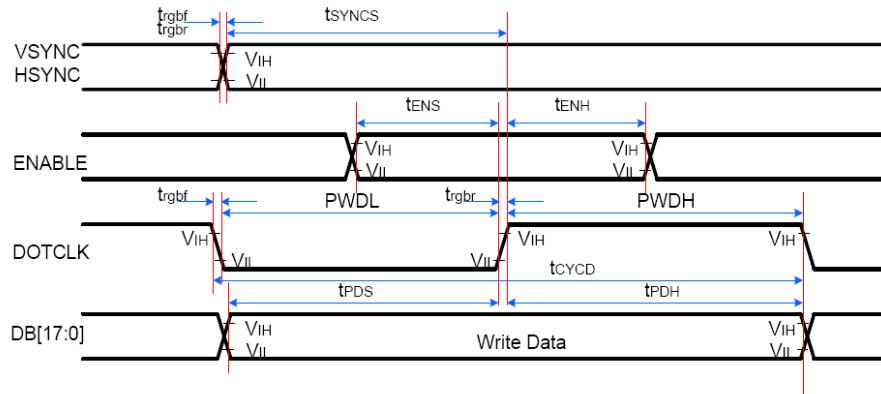 trgbf
trgbr
tSYNCS
VSYNC
HSYNC
VIH
VIl
tENS
tENH
ENABLE
VIH
VIl
VIH
VIl
trgbf
PWDL
trgbr
PWDH
DOTCLK
VIH
VIl
VIH
VIH
tCYCD
tPDS
tPDH
DB[17:0]
VIH
VIl
Write Data
VIH
VIl